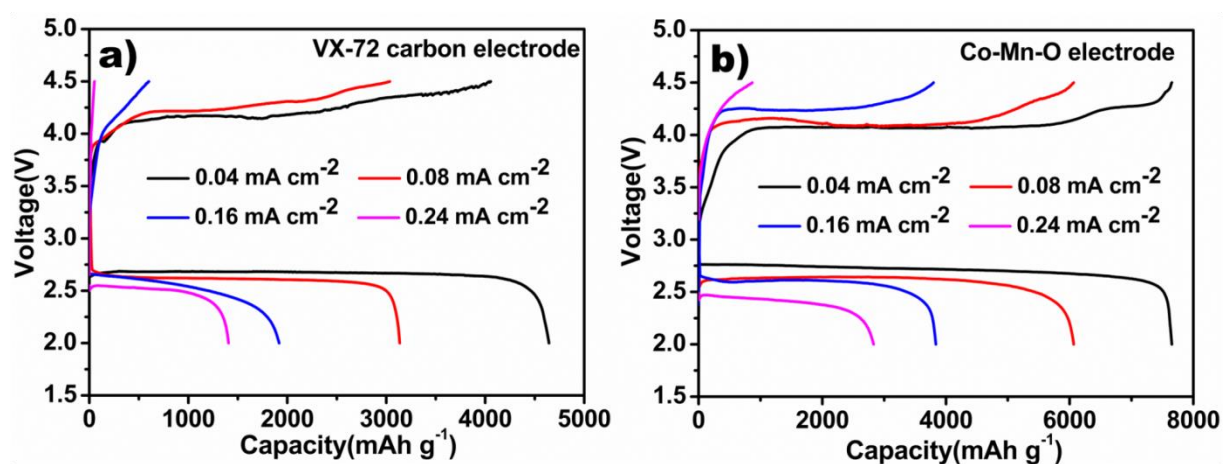 a)
VX-72 carbon electrode
5.0
4.5
4.0
3.5
3.0
2.5
2.0
1.5
Voltage(V)
0.04 mA cm⁻² 0.08 mA cm⁻²
0.16 mA cm⁻² 0.24 mA cm⁻²
0 1000 2000 3000 4000 5000
Capacity(mAh g⁻¹)
b)
Co-Mn-O electrode
5.0
4.5
4.0
3.5
3.0
2.5
2.0
1.5
Voltage(V)
0.04 mA cm⁻² 0.08 mA cm⁻²
0.16 mA cm⁻² 0.24 mA cm⁻²
0 2000 4000 6000 8000
Capacity(mAh g⁻¹)